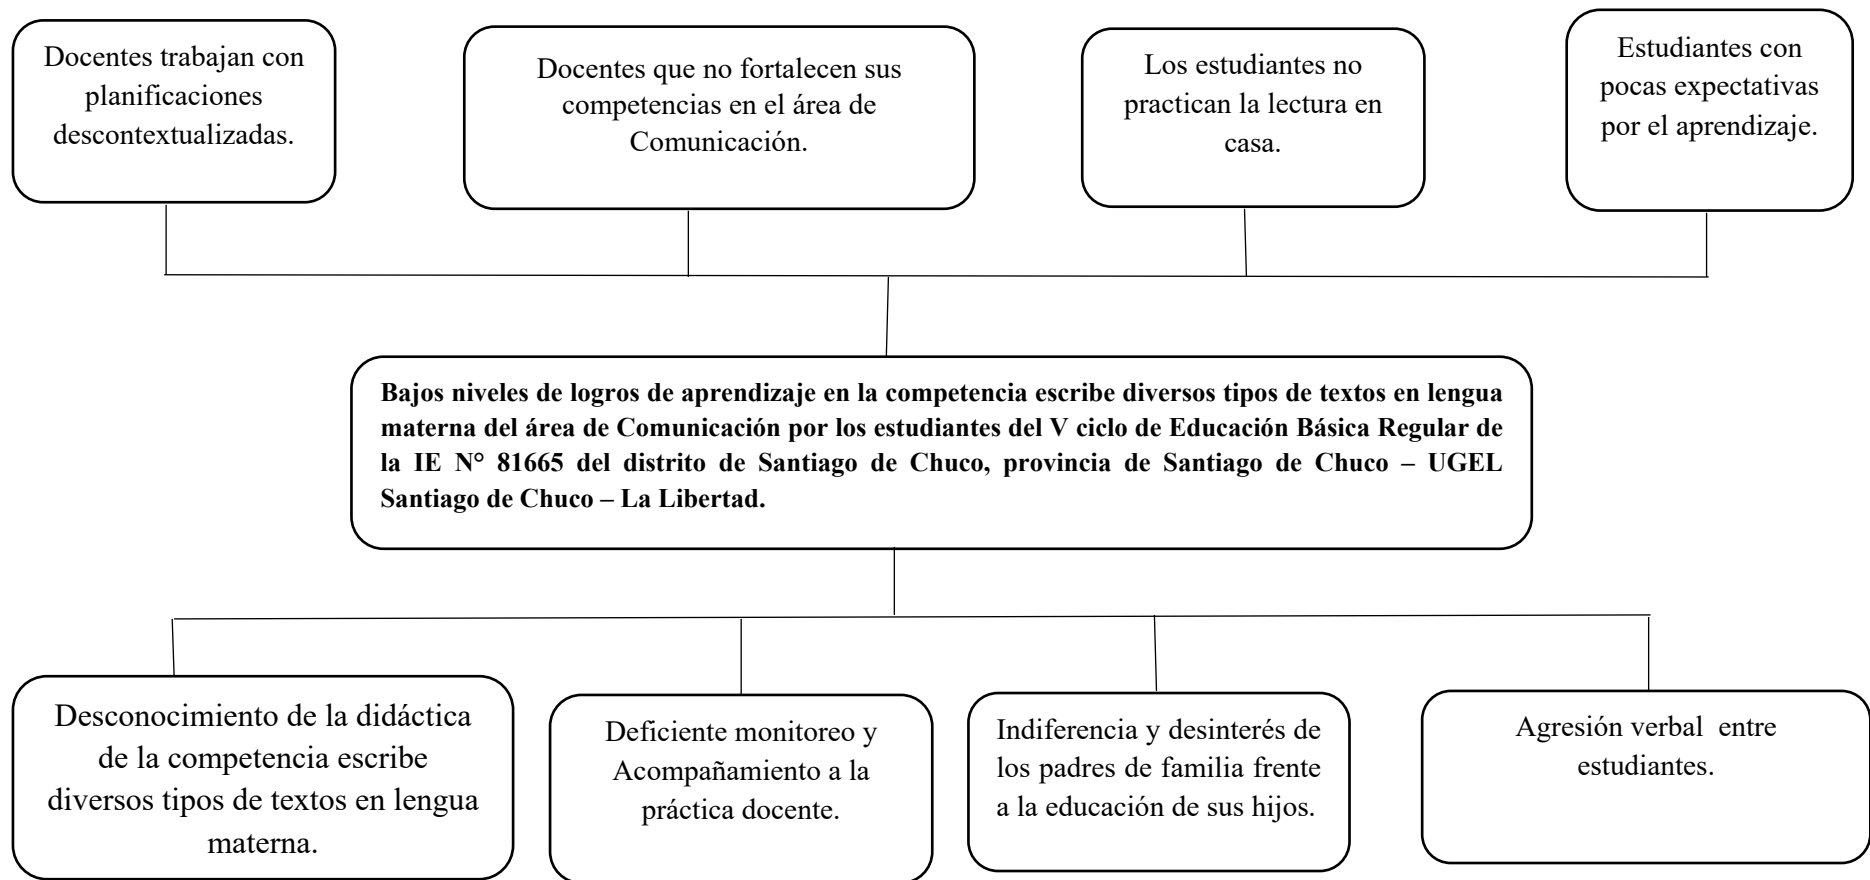 Docentes trabajan con
planificaciones
descontextualizadas.
Docentes que no fortalecen sus
competencias en el área de
Comunicación.
Los estudiantes no
practican la lectura en
casa.
Estudiantes con
pocas expectativas
por el aprendizaje.
Bajos niveles de logros de aprendizaje en la competencia escribe diversos tipos de textos en lengua
materna del área de Comunicación por los estudiantes del V ciclo de Educación Básica Regular de
la IE N° 81665 del distrito de Santiago de Chuco, provincia de Santiago de Chuco – UGEL
Santiago de Chuco – La Libertad.
Desconocimiento de la didáctica
de la competencia escribe
diversos tipos de textos en lengua
materna.
Deficiente monitoreo y
Acompañamiento a la
práctica docente.
Indiferencia y desinterés de
los padres de familia frente
a la educación de sus hijos.
Agresión verbal entre
estudiantes.